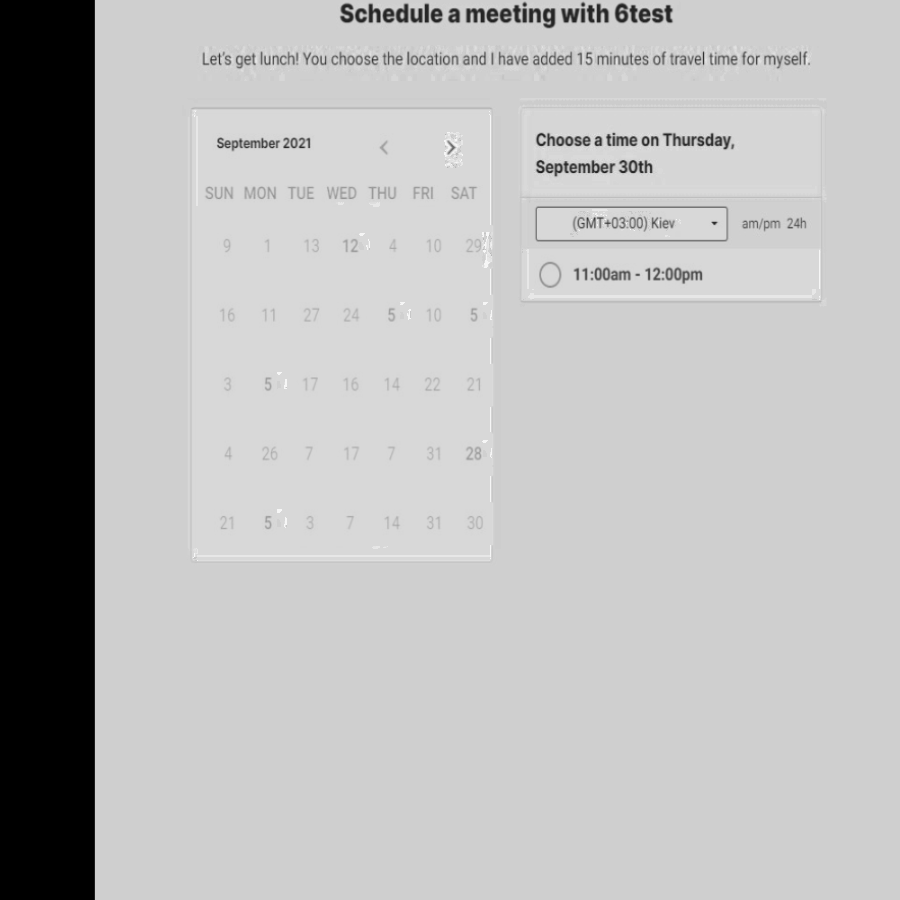 Schedule a meeting with 6test
Let's get lunch! You choose the location and I have added 15 minutes of travel time for myself.
September 2021
SUN MON TUE WED THU FRI SAT
9 1 13 12 4 10 29
16 11 27 24 5 10 5
3 5 17 16 14 22 21
4 26 7 17 7 31 28
21 5 3 7 14 31 30
Choose a time on Thursday,
September 30th
(GMT+03:00) Kiev am/pm 24h
11:00am - 12:00pm